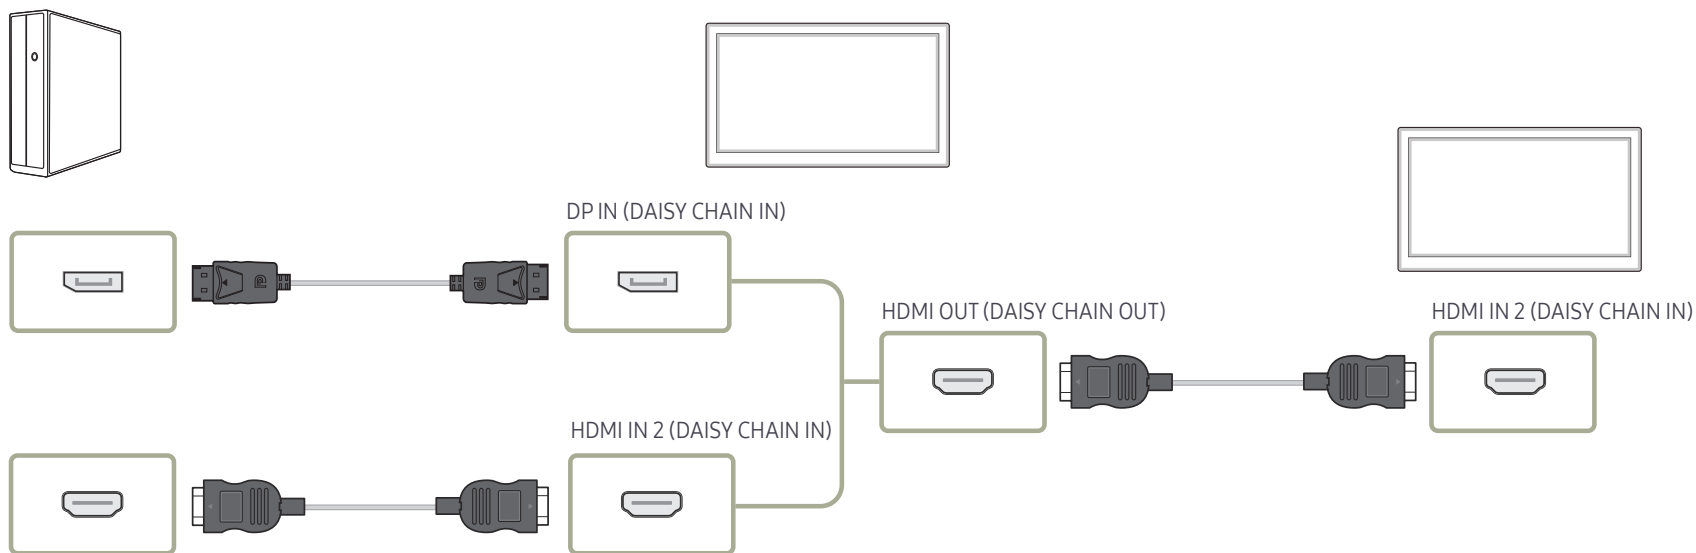 DP IN (DAISY CHAIN IN)
HDMI OUT (DAISY CHAIN OUT)
HDMI IN 2 (DAISY CHAIN IN)
HDMI IN 2 (DAISY CHAIN IN)